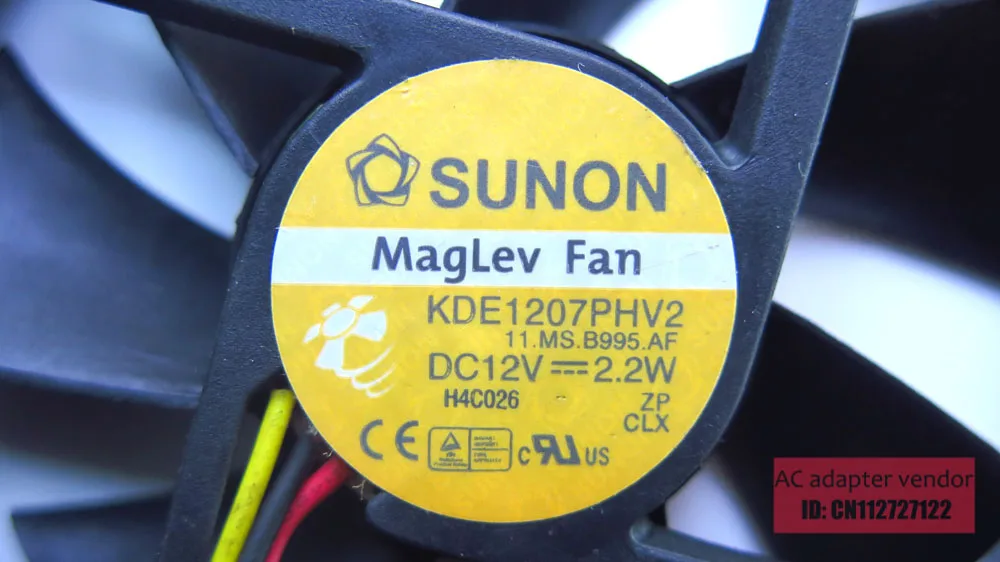 SUNON
MagLev Fan
KDE1207PHV2
11.MS.B995.AF
DC12V ⎓ 2.2W
H4C026
ZP
CLX
CE
c RU US
AC adapter vendor
ID: CN112727122